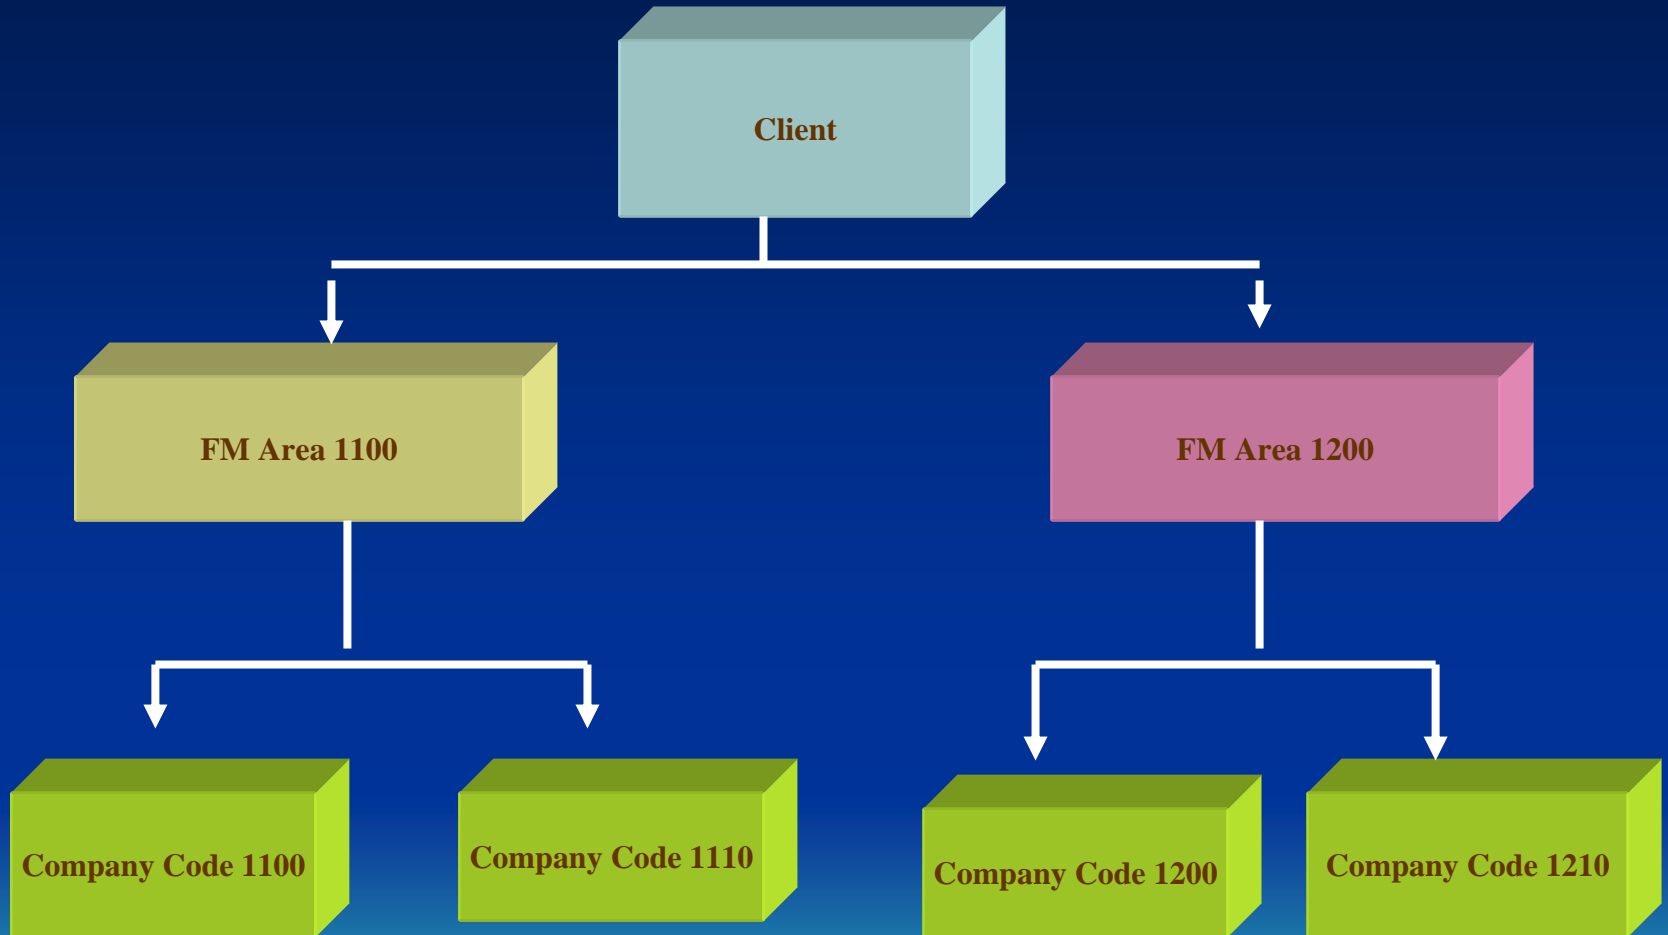 Client
FM Area 1100
FM Area 1200
Company Code 1100
Company Code 1110
Company Code 1200
Company Code 1210